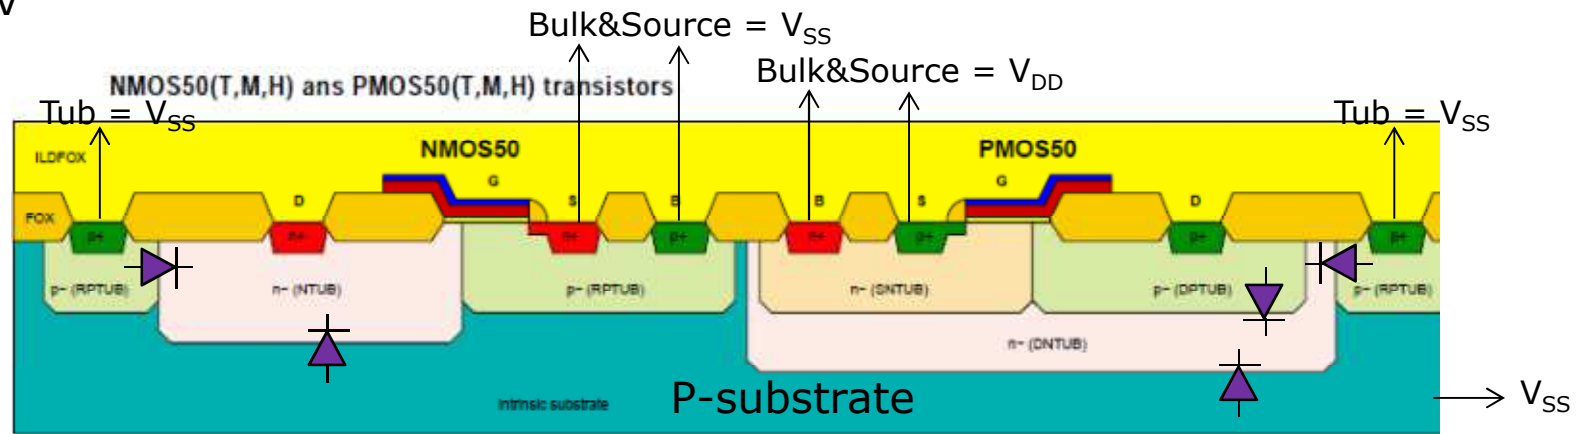 V
Bulk&Source = VSS
Bulk&Source = VDD
NMOS50(T,M,H) ans PMOS50(T,M,H) transistors
Tub = VSS
Tub = VSS
ILDFOX
NMOS50
PMOS50
G
G
D
S
B
B
S
D
FOX
p+
n+
n+
p+
n+
p+
p+
p+
p- (RPTUB)
n- (NTUB)
p- (RPTUB)
n- (SNTUB)
p- (DPTUB)
p- (RPTUB)
n- (DNTUB)
Intrinsic substrate
P-substrate
VSS